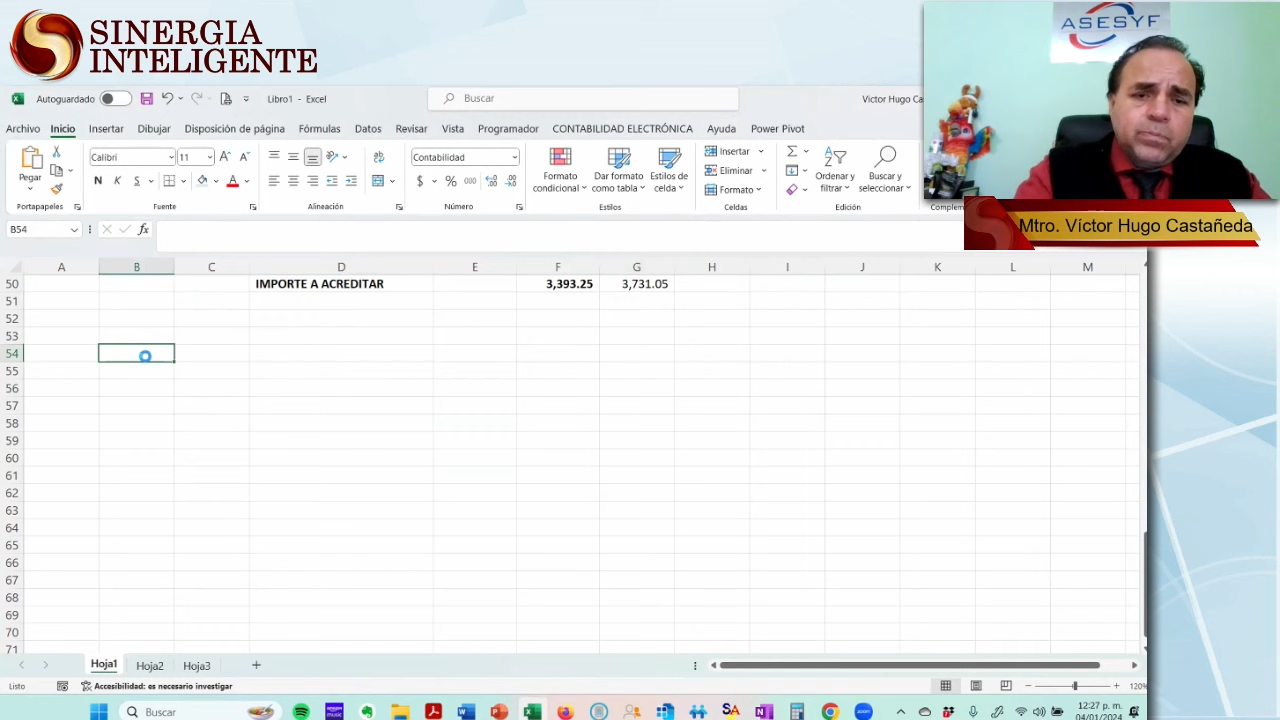 SINERGIA
INTELIGENTE
ASESYF
Mtro. Víctor Hugo Castañeda
Autoguardado
Libro1 - Excel
Buscar
Victor Hugo Ca
Archivo Inicio Insertar Dibujar Disposición de página Fórmulas Datos Revisar Vista Programador CONTABILIDAD ELECTRÓNICA Ayuda Power Pivot
Pegar
Portapapeles
Calibri 11
N K S
Fuente
Alineación
Contabilidad
$ % 000
Número
Formato condicional
Dar formato como tabla
Estilos de celda
Estilos
Insertar
Eliminar
Formato
Celdas
Ordenar y filtrar
Buscar y seleccionar
Edición
Complem
B54
fx
A B C D E F G H I J K L M
50 IMPORTE A ACREDITAR 3,393.25 3,731.05
51
52
53
54
55
56
57
58
59
60
61
62
63
64
65
66
67
68
69
70
71
Hoja1 Hoja2 Hoja3 +
Listo
Accesibilidad: es necesario investigar
120%
Buscar
12:27 p. m.
04/01/2024